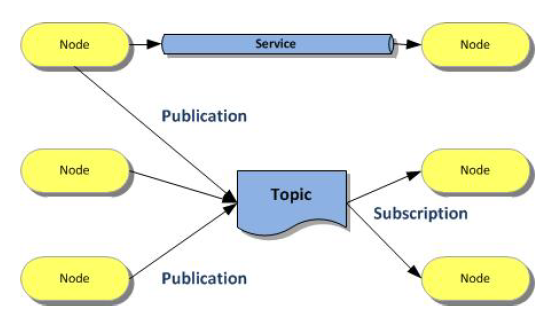 Node
Service
Node
Publication
Node
Topic
Node
Subscription
Node
Publication
Node